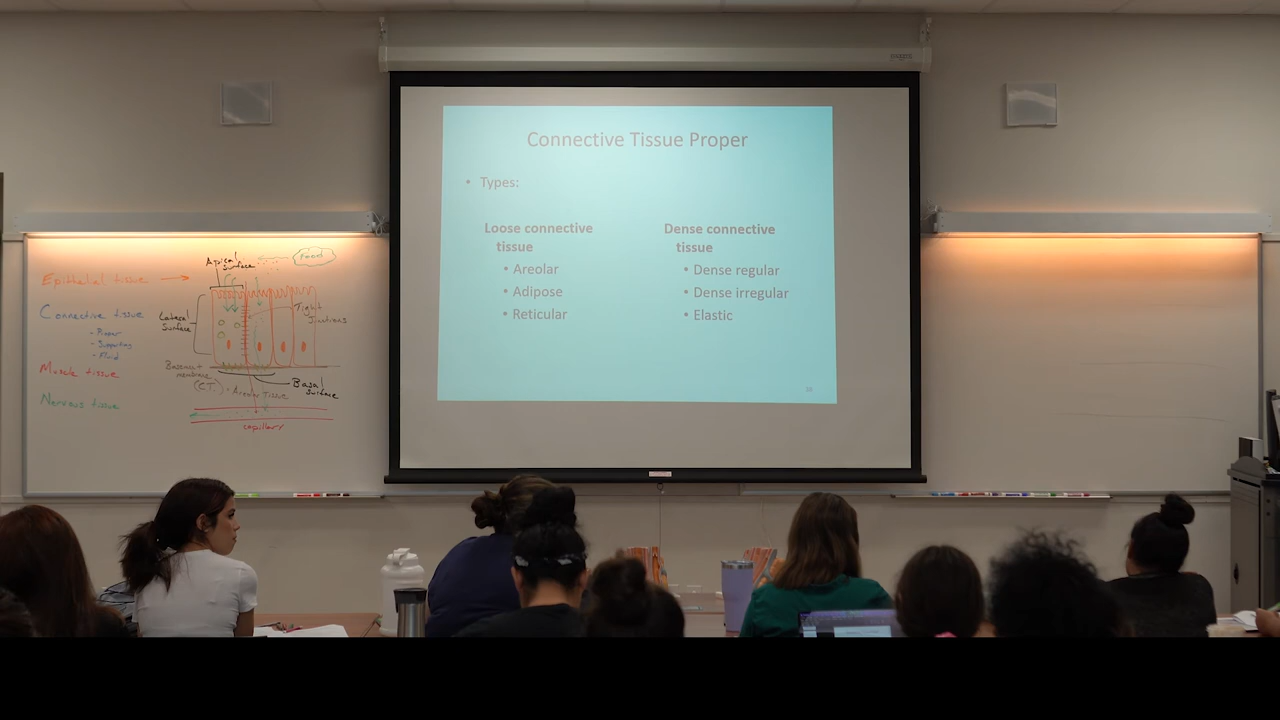 Connective Tissue Proper
• Types:
Loose connective
tissue
• Areolar
• Adipose
• Reticular
Dense connective
tissue
• Dense regular
• Dense irregular
• Elastic
Epithelial tissue →
Connective tissue
- Proper
- Supporting
- Fluid
Muscle tissue
Nervous tissue
Apical
Surface
Food
Lateral
Surface
Tight
Junctions
Basement
membrane
Basal
Surface
(C.T.) - Areolar Tissue
capillary